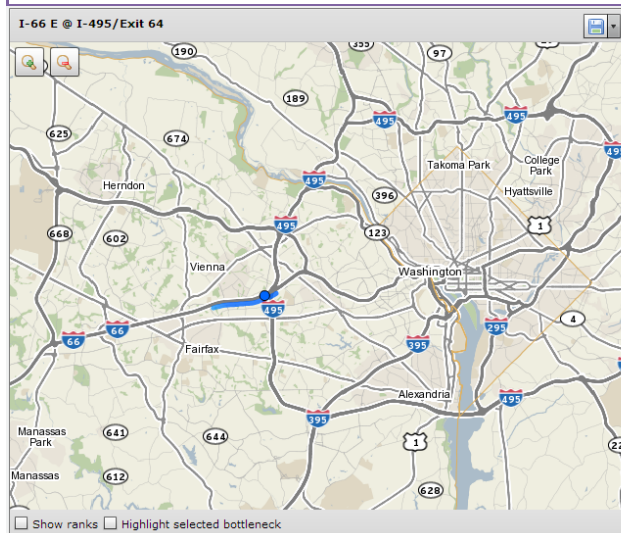 I-66 E @ I-495/Exit 64
190
355
97
495
189
495
495
625
674
Takoma Park
College
Park
Herndon
495
396
Hyattsville
495
1
668
602
123
Vienna
Washington
495
66
66
295
4
Fairfax
395
Alexandria
495
395
Manassas
Park
641
644
1
Manassas
612
628
Show ranks
Highlight selected bottleneck